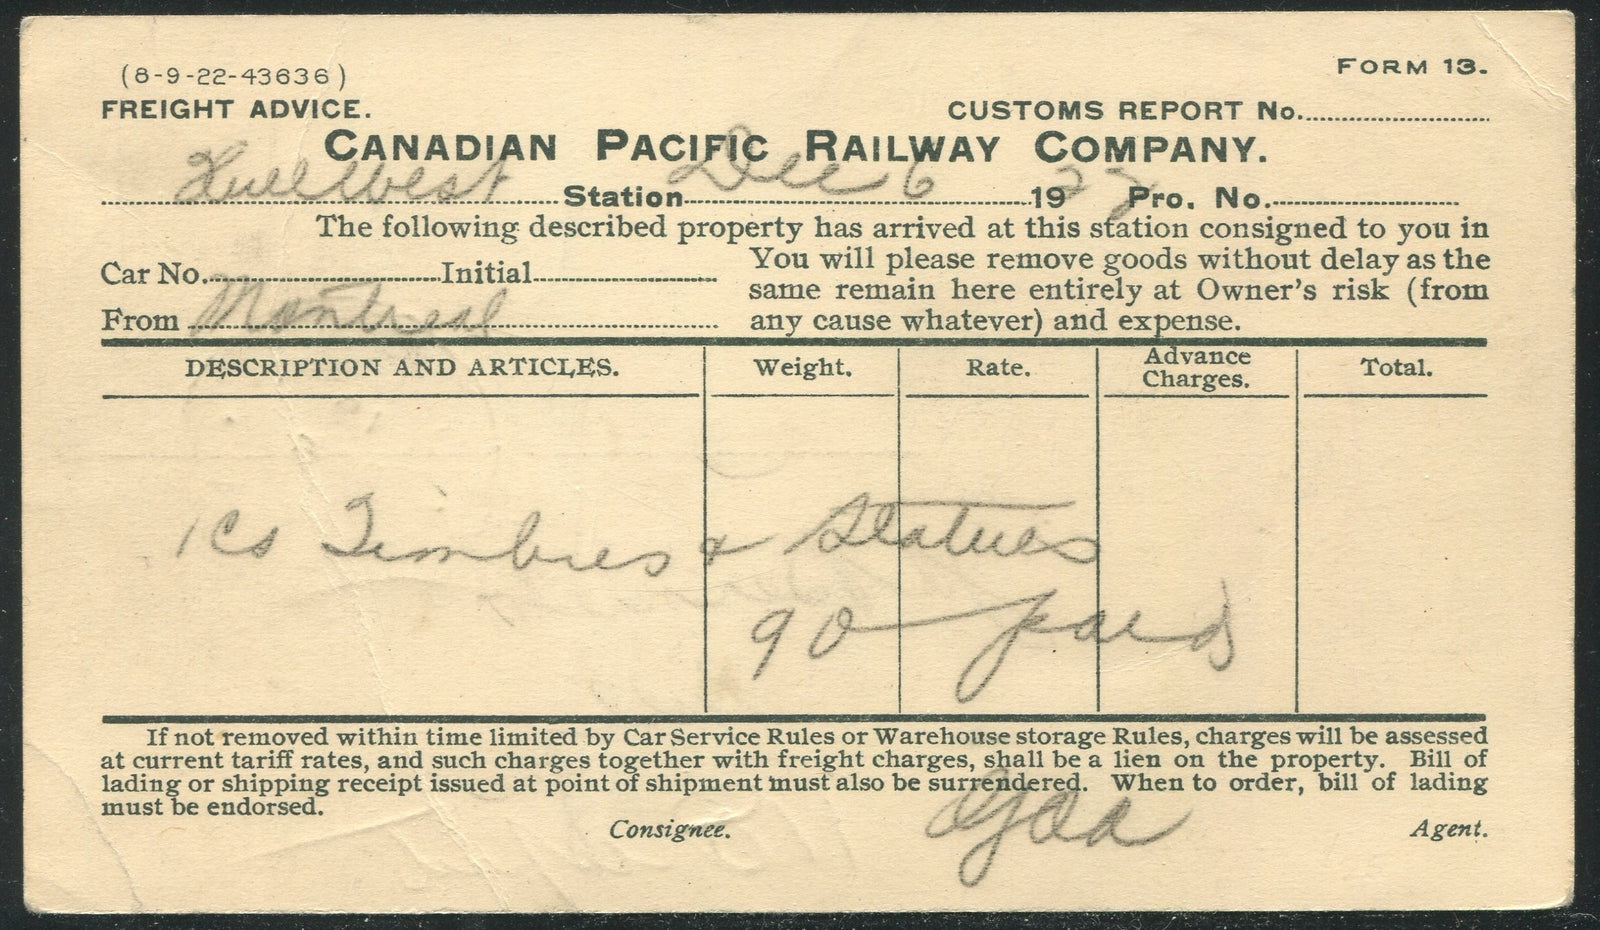 (8-9-22-43636)
FORM 13.
FREIGHT ADVICE.
CUSTOMS REPORT No.
CANADIAN PACIFIC RAILWAY COMPANY.
Hull West Station Dec 6 19 Pro. No.
The following described property has arrived at this station consigned to you in
Car No. Initial
You will please remove goods without delay as the
same remain here entirely at Owner's risk (from
From Montreal
any cause whatever) and expense.
DESCRIPTION AND ARTICLES. Weight. Rate. Advance Charges. Total.
1 Cs Timbres & Statues
90 paid
If not removed within time limited by Car Service Rules or Warehouse storage Rules, charges will be assessed
at current tariff rates, and such charges together with freight charges, shall be a lien on the property. Bill of
lading or shipping receipt issued at point of shipment must also be surrendered. When to order, bill of lading
must be endorsed.
Consignee. Agent.